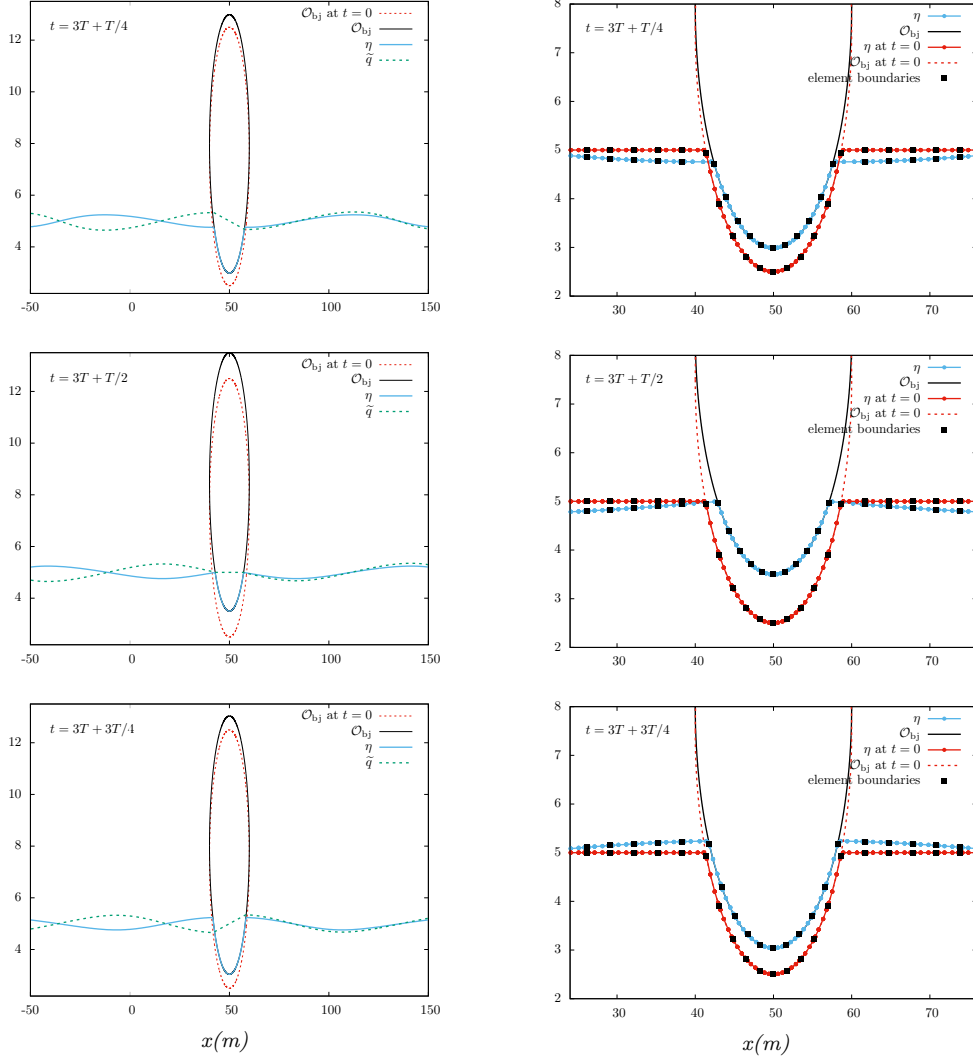 t = 3T + T/4
𝒪bj at t = 0
𝒪bj
η
q̃
12
10
8
6
4
-50
0
50
100
150
t = 3T + T/4
η
𝒪bj
η at t = 0
𝒪bj at t = 0
element boundaries
8
7
6
5
4
3
2
30
40
50
60
70
t = 3T + T/2
𝒪bj at t = 0
𝒪bj
η
q̃
12
10
8
6
4
-50
0
50
100
150
t = 3T + T/2
η
𝒪bj
η at t = 0
𝒪bj at t = 0
element boundaries
8
7
6
5
4
3
2
30
40
50
60
70
t = 3T + 3T/4
𝒪bj at t = 0
𝒪bj
η
q̃
12
10
8
6
4
-50
0
50
100
150
x(m)
t = 3T + 3T/4
η
𝒪bj
η at t = 0
𝒪bj at t = 0
element boundaries
8
7
6
5
4
3
2
30
40
50
60
70
x(m)